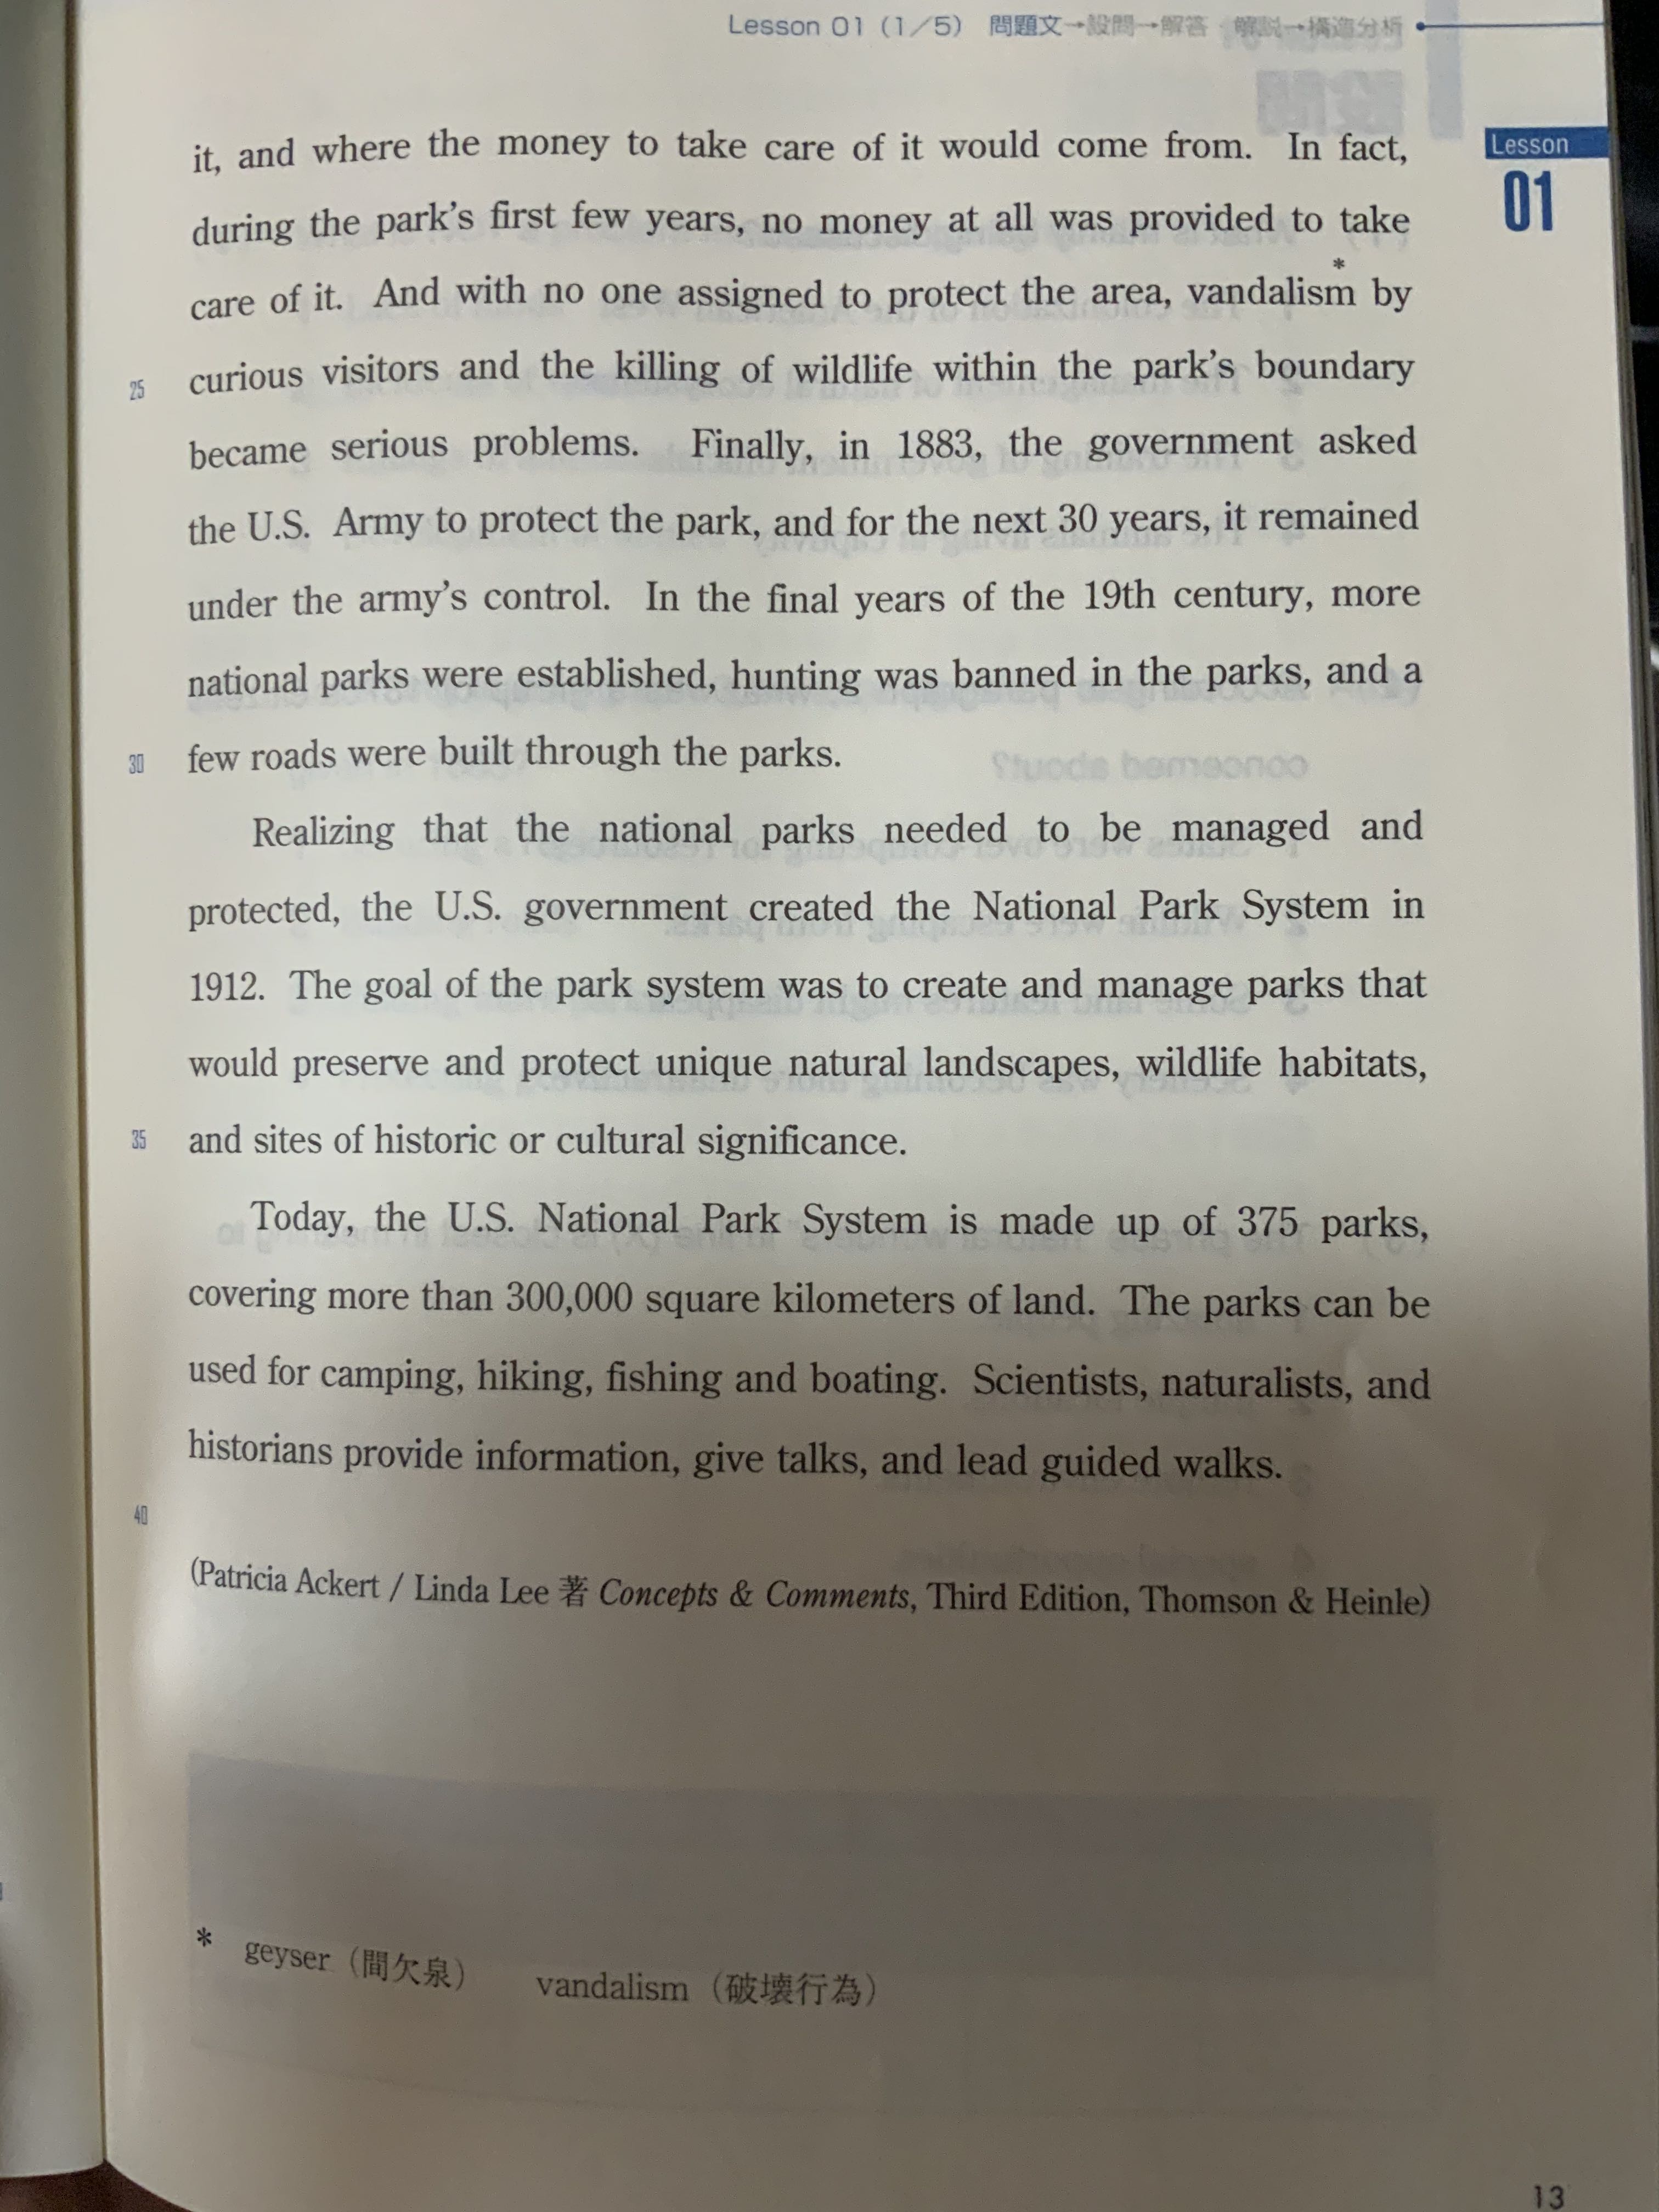 Lesson 01 (1/5) 問題文→設問→解答・解説→構造分析
Lesson
01
it, and where the money to take care of it would come from. In fact,
during the park's first few years, no money at all was provided to take
*
care of it. And with no one assigned to protect the area, vandalism by
25 curious visitors and the killing of wildlife within the park's boundary
became serious problems. Finally, in 1883, the government asked
the U.S. Army to protect the park, and for the next 30 years, it remained
under the army's control. In the final years of the 19th century, more
national parks were established, hunting was banned in the parks, and a
30 few roads were built through the parks.
Realizing that the national parks needed to be managed and
protected, the U.S. government created the National Park System in
1912. The goal of the park system was to create and manage parks that
would preserve and protect unique natural landscapes, wildlife habitats,
35 and sites of historic or cultural significance.
Today, the U.S. National Park System is made up of 375 parks,
covering more than 300,000 square kilometers of land. The parks can be
used for camping, hiking, fishing and boating. Scientists, naturalists, and
historians provide information, give talks, and lead guided walks.
40
(Patricia Ackert / Linda Lee 著 Concepts & Comments, Third Edition, Thomson & Heinle)
* geyser（間欠泉） vandalism（破壊行為）
13